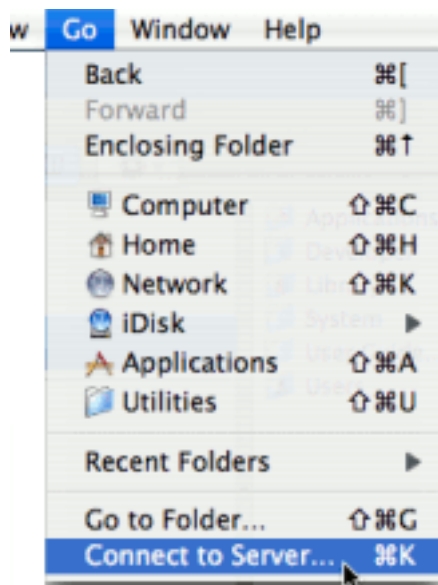 w Go Window Help
Back ⌘[
Forward ⌘]
Enclosing Folder ⌘↑
Computer ⇧⌘C
Home ⇧⌘H
Network ⇧⌘K
iDisk ▶
Applications ⇧⌘A
Utilities ⇧⌘U
Recent Folders ▶
Go to Folder... ⇧⌘G
Connect to Server... ⌘K